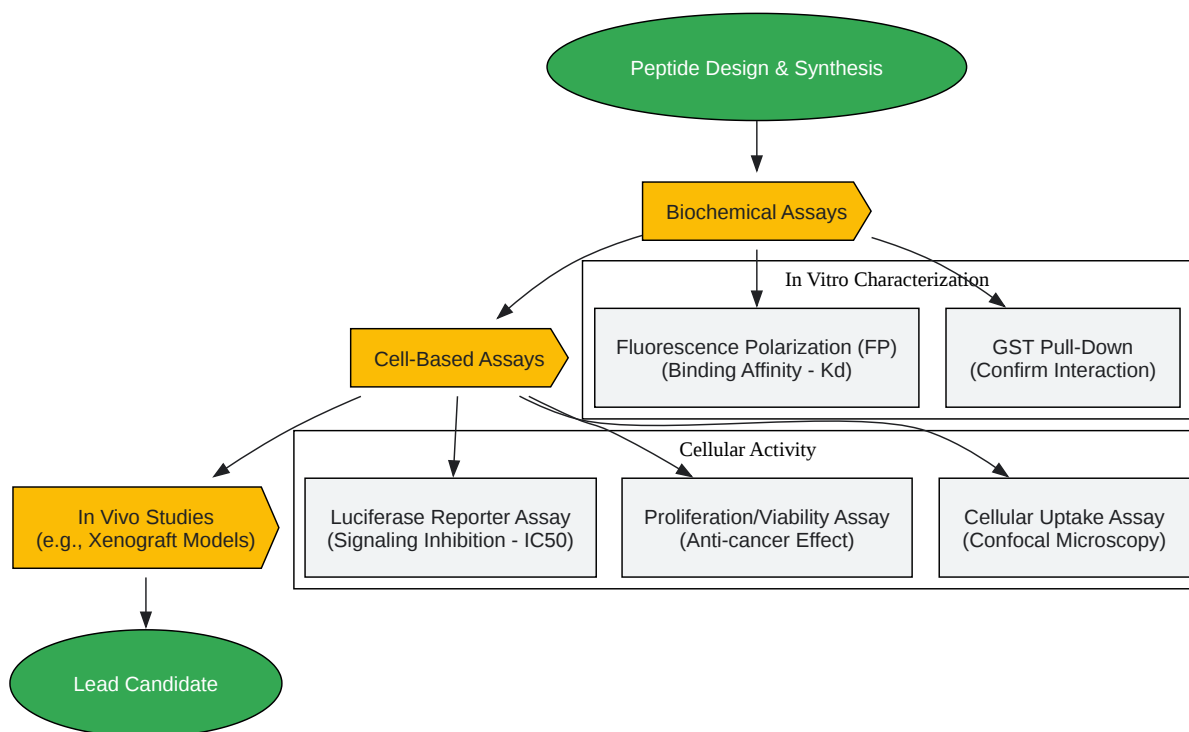 Peptide Design & Synthesis
Biochemical Assays
In Vitro Characterization
Fluorescence Polarization (FP)
(Binding Affinity - Kd)
GST Pull-Down
(Confirm Interaction)
Cell-Based Assays
Cellular Activity
In Vivo Studies
(e.g., Xenograft Models)
Luciferase Reporter Assay
(Signaling Inhibition - IC50)
Proliferation/Viability Assay
(Anti-cancer Effect)
Cellular Uptake Assay
(Confocal Microscopy)
Lead Candidate